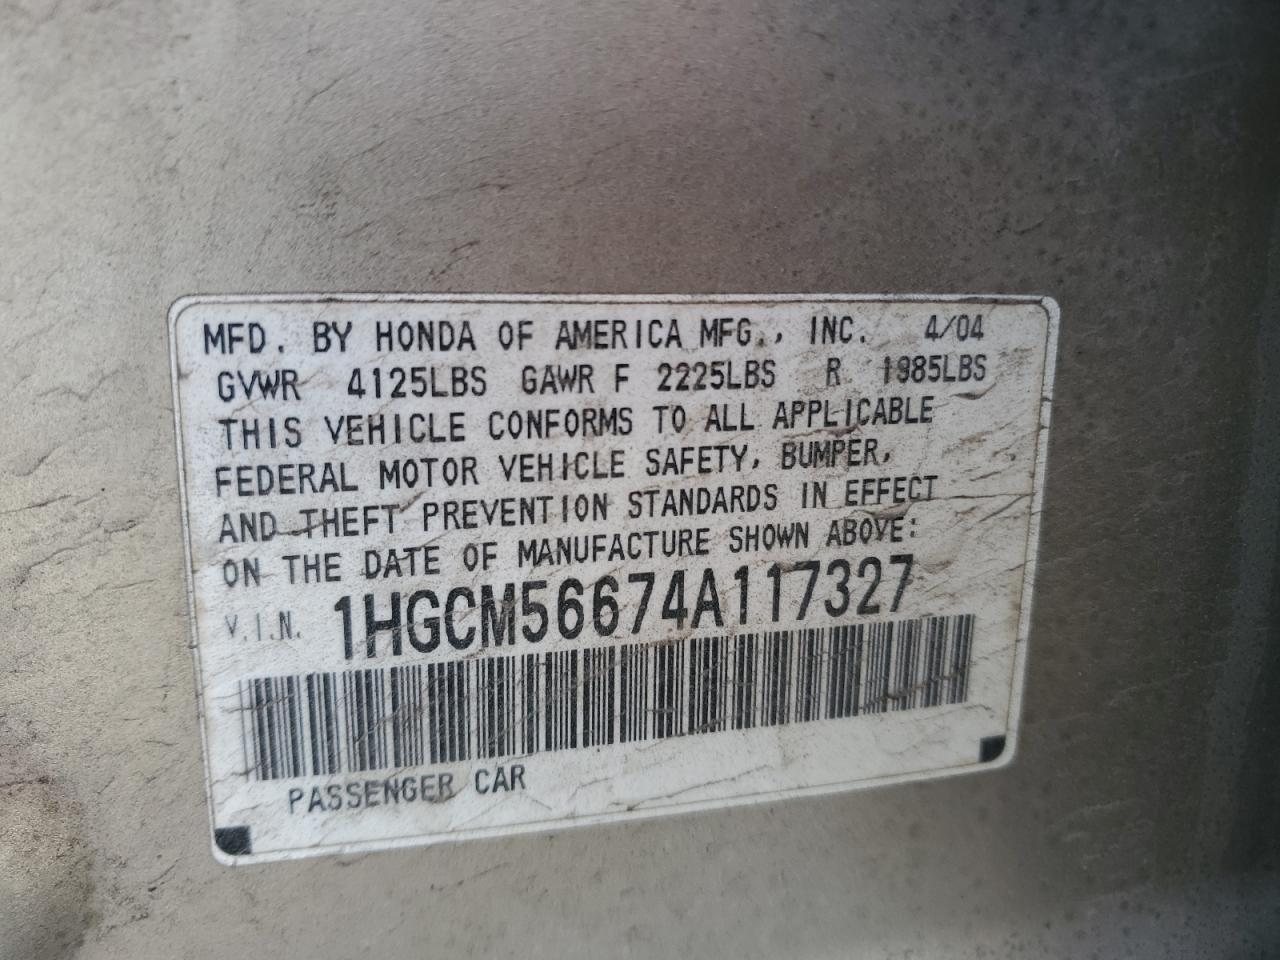 MFD. BY HONDA OF AMERICA MFG., INC. 4/04
GVWR 4125LBS GAWR F 2225LBS R 1985LBS
THIS VEHICLE CONFORMS TO ALL APPLICABLE
FEDERAL MOTOR VEHICLE SAFETY, BUMPER,
AND THEFT PREVENTION STANDARDS IN EFFECT
ON THE DATE OF MANUFACTURE SHOWN ABOVE:
V.I.N. 1HGCM56674A117327
PASSENGER CAR